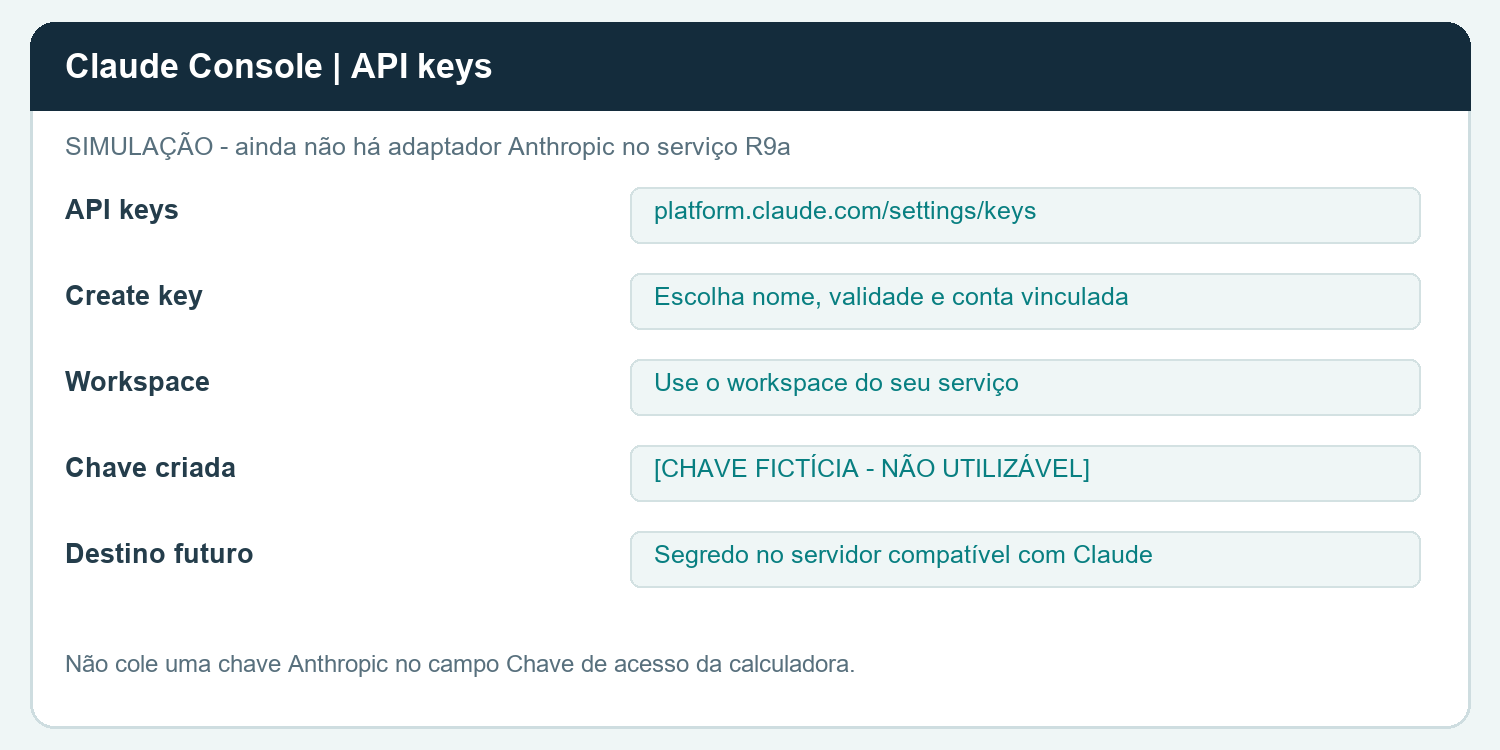 Claude Console | API keys
SIMULAÇÃO - ainda não há adaptador Anthropic no serviço R9a
API keys
platform.claude.com/settings/keys
Create key
Escolha nome, validade e conta vinculada
Workspace
Use o workspace do seu serviço
Chave criada
[CHAVE FICTÍCIA - NÃO UTILIZÁVEL]
Destino futuro
Segredo no servidor compatível com Claude
Não cole uma chave Anthropic no campo Chave de acesso da calculadora.